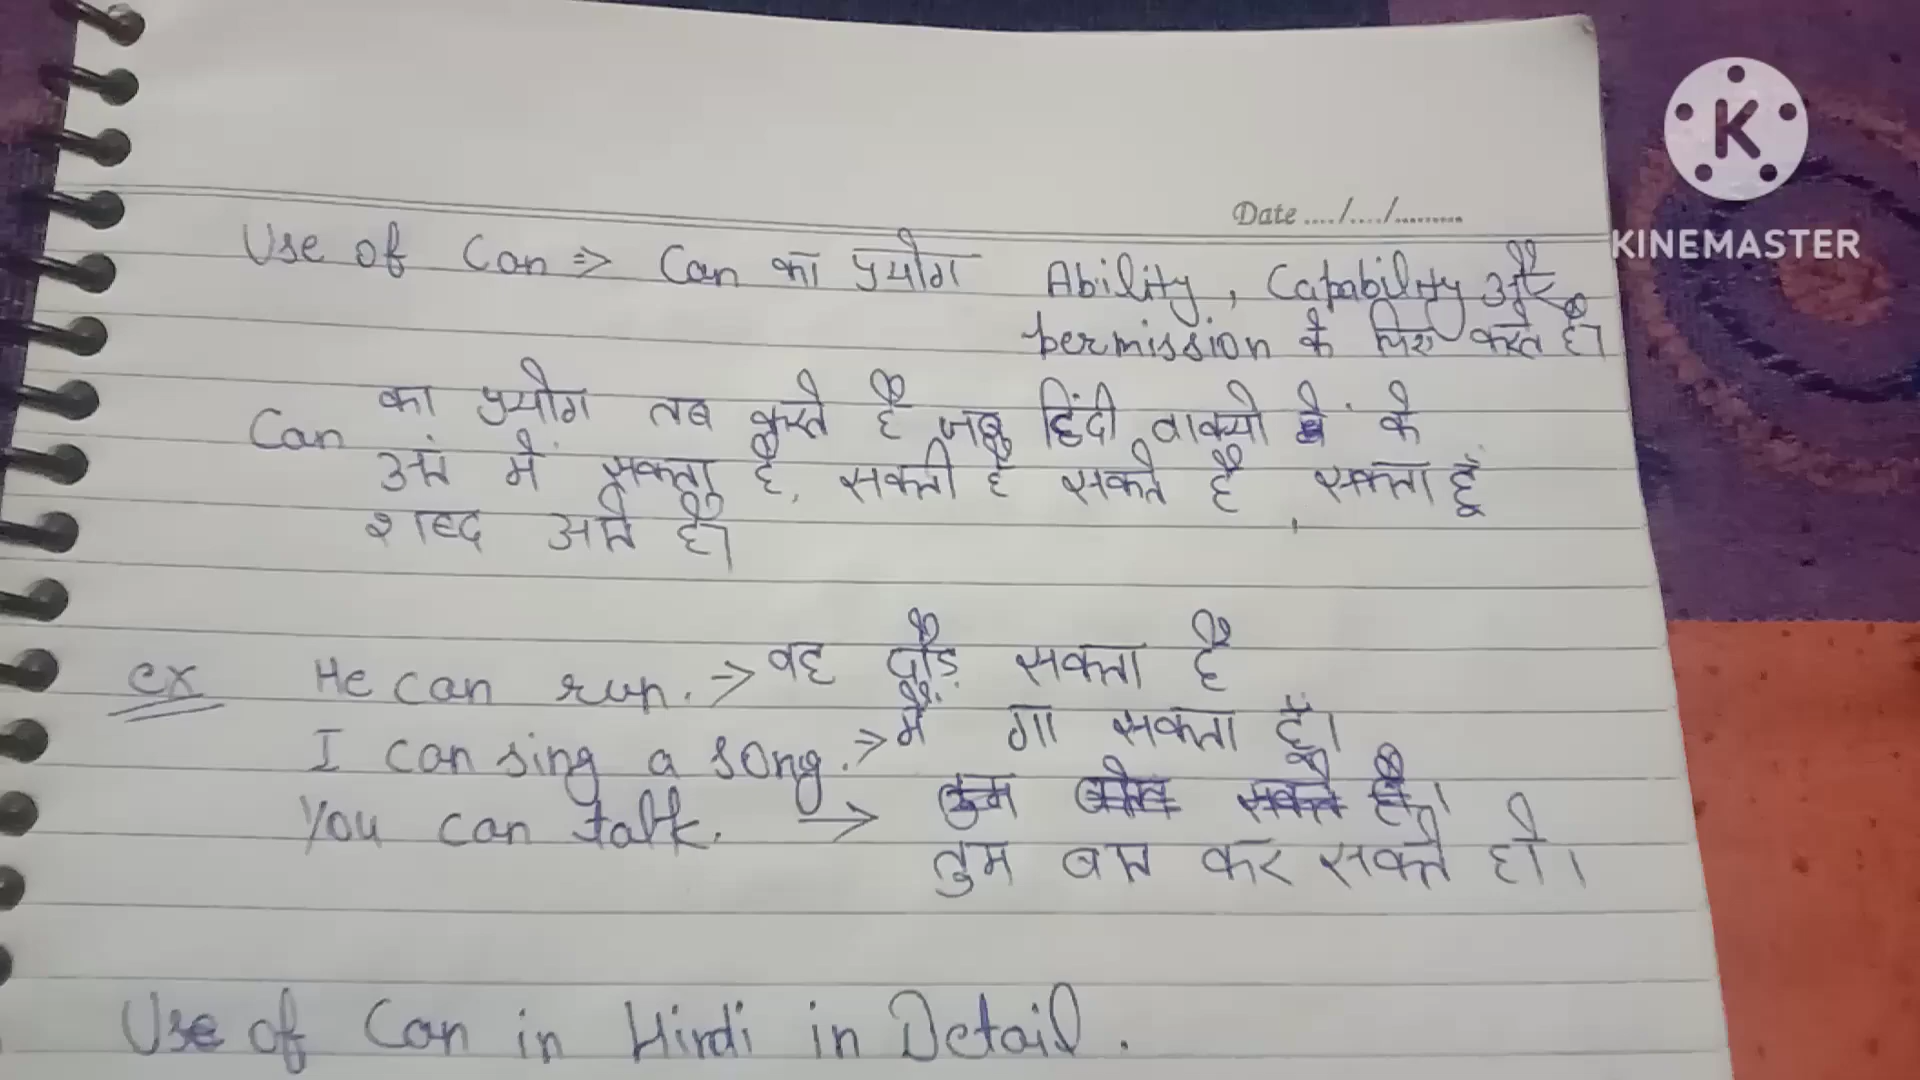 Date ..../..../.........
KINEMASTER
Use of Can ⇒ Can का प्रयोग Ability, Capability और
permission के लिए करते है।
Can का प्रयोग तब करते है जब हिंदी वाक्यो के
अंत में सकता है, सकती है सकते है, सकता हूँ
शब्द आते है।
ex He can run. → वह दौड़ सकता है
I can sing a song. → मैं गा सकता हूँ।
You can talk. → तुम बोल सकते हो।
तुम बात कर सकते हो।
Use of Can in Hindi in Detail.